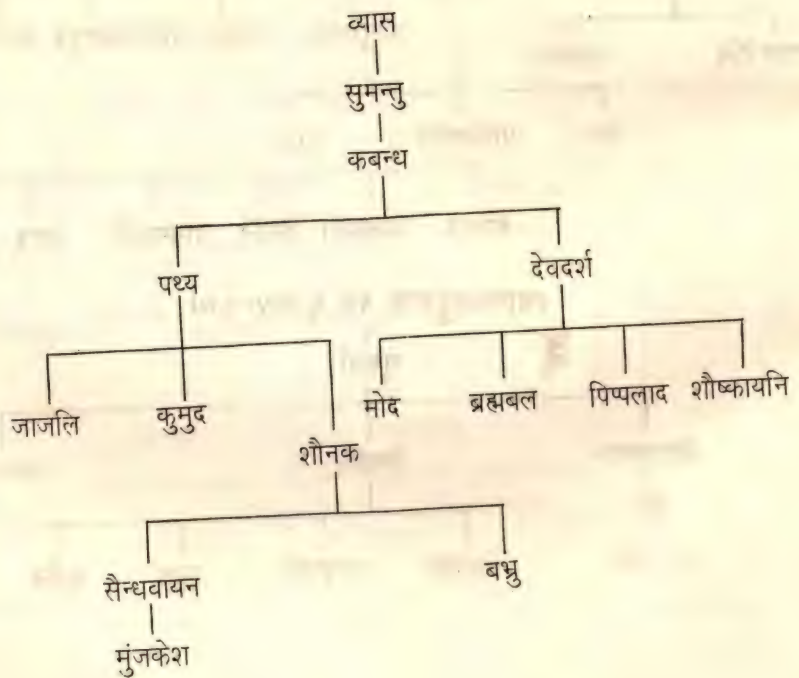 व्यास
सुमन्तु
कबन्ध
पथ्य देवदर्श
जाजलि कुमुद मोद ब्रह्मबल पिप्पलाद शौष्कायनि
शौनक
सैन्धवायन बभ्रु
मुंजकेश